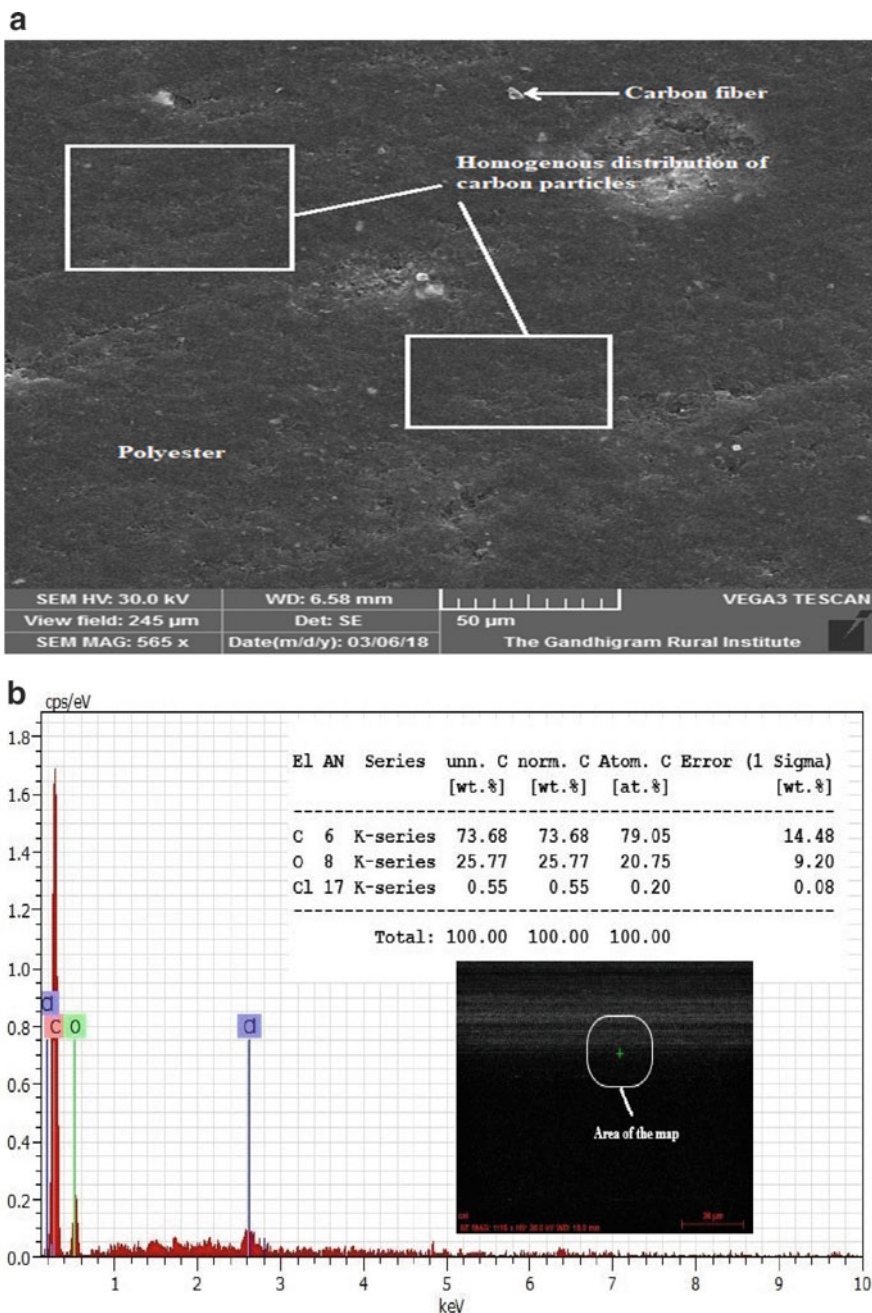 a
Carbon fiber
Homogenous distribution of
carbon particles
Polyester
SEM HV: 30.0 kV WD: 6.58 mm VEGA3 TESCAN
View field: 245 µm Det: SE 50 µm
SEM MAG: 565 x Date(m/d/y): 03/06/18 The Gandhigram Rural Institute
b
cps/eV
El AN Series unn. C norm. C Atom. C Error (1 Sigma)
[wt.%] [wt.%] [at.%] [wt.%]
C 6 K-series 73.68 73.68 79.05 14.48
O 8 K-series 25.77 25.77 20.75 9.20
Cl 17 K-series 0.55 0.55 0.20 0.08
Total: 100.00 100.00 100.00
1.8
1.6
1.4
1.2
1.0
0.8
0.6
0.4
0.2
0.0
Cl
C O Cl
Area of the map
1 2 3 4 5 6 7 8 9 10
keV